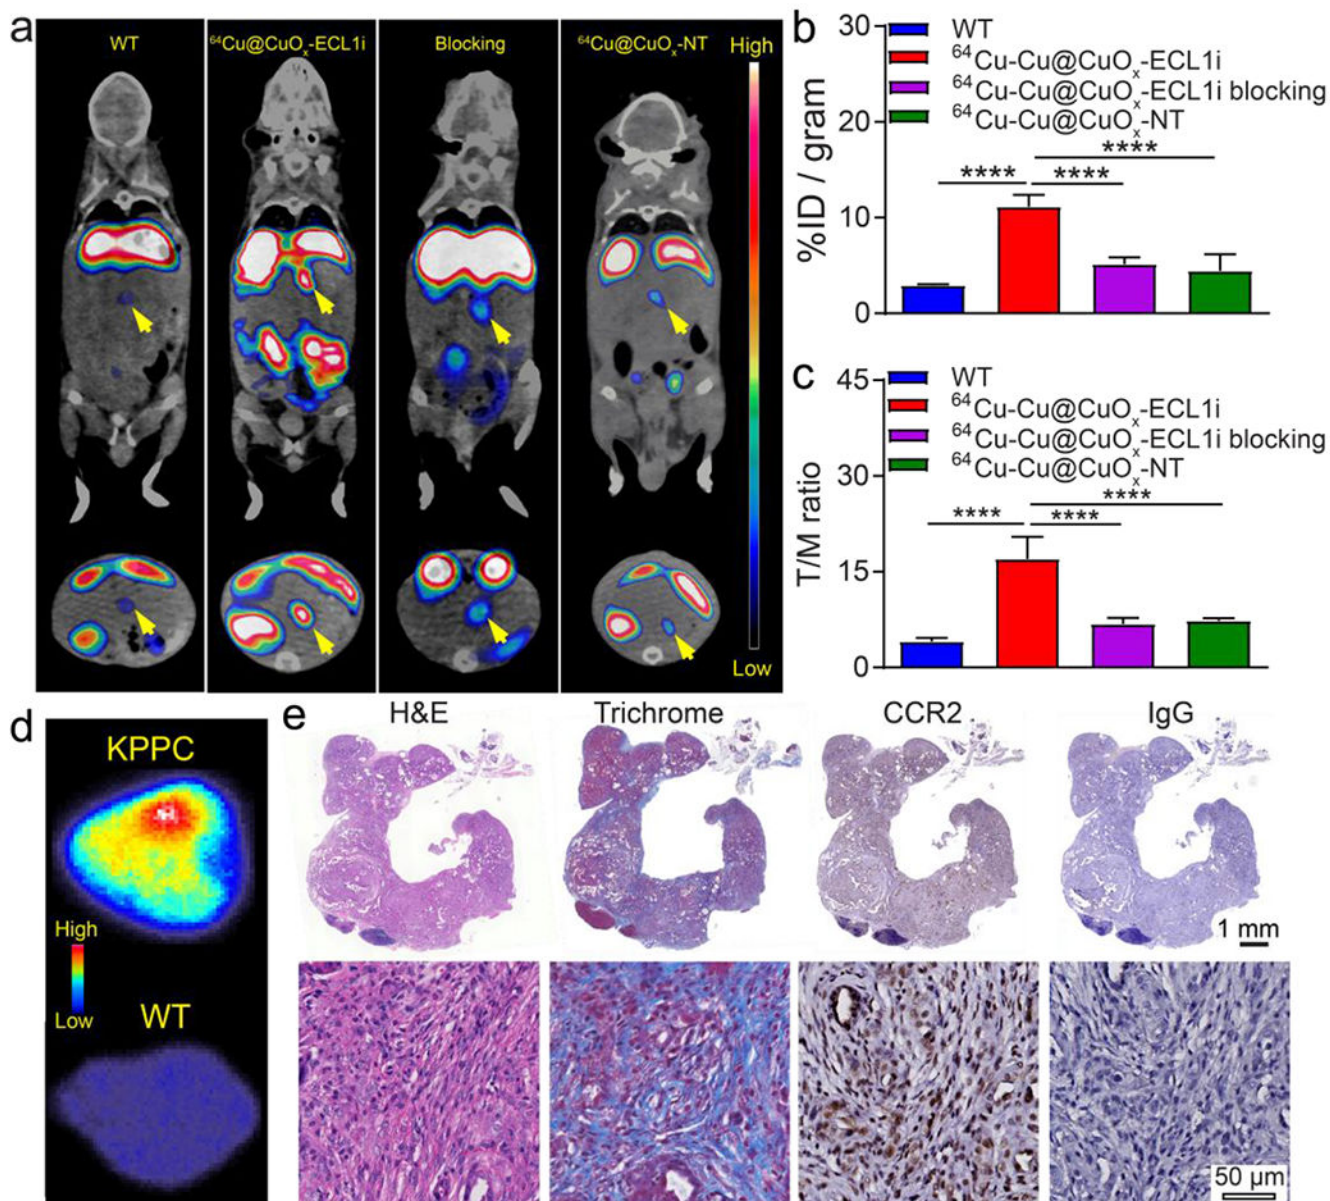 a
WT
⁶⁴Cu@CuOₓ-ECL1i
Blocking
⁶⁴Cu@CuOₓ-NT
High
Low
b
30
20
10
0
%ID / gram
WT
⁶⁴Cu-Cu@CuOₓ-ECL1i
⁶⁴Cu-Cu@CuOₓ-ECL1i blocking
⁶⁴Cu-Cu@CuOₓ-NT
****
**** ****
c
45
30
15
0
T/M ratio
WT
⁶⁴Cu-Cu@CuOₓ-ECL1i
⁶⁴Cu-Cu@CuOₓ-ECL1i blocking
⁶⁴Cu-Cu@CuOₓ-NT
****
**** ****
d
KPPC
High
Low
WT
e
H&E
Trichrome
CCR2
IgG
1 mm
50 µm